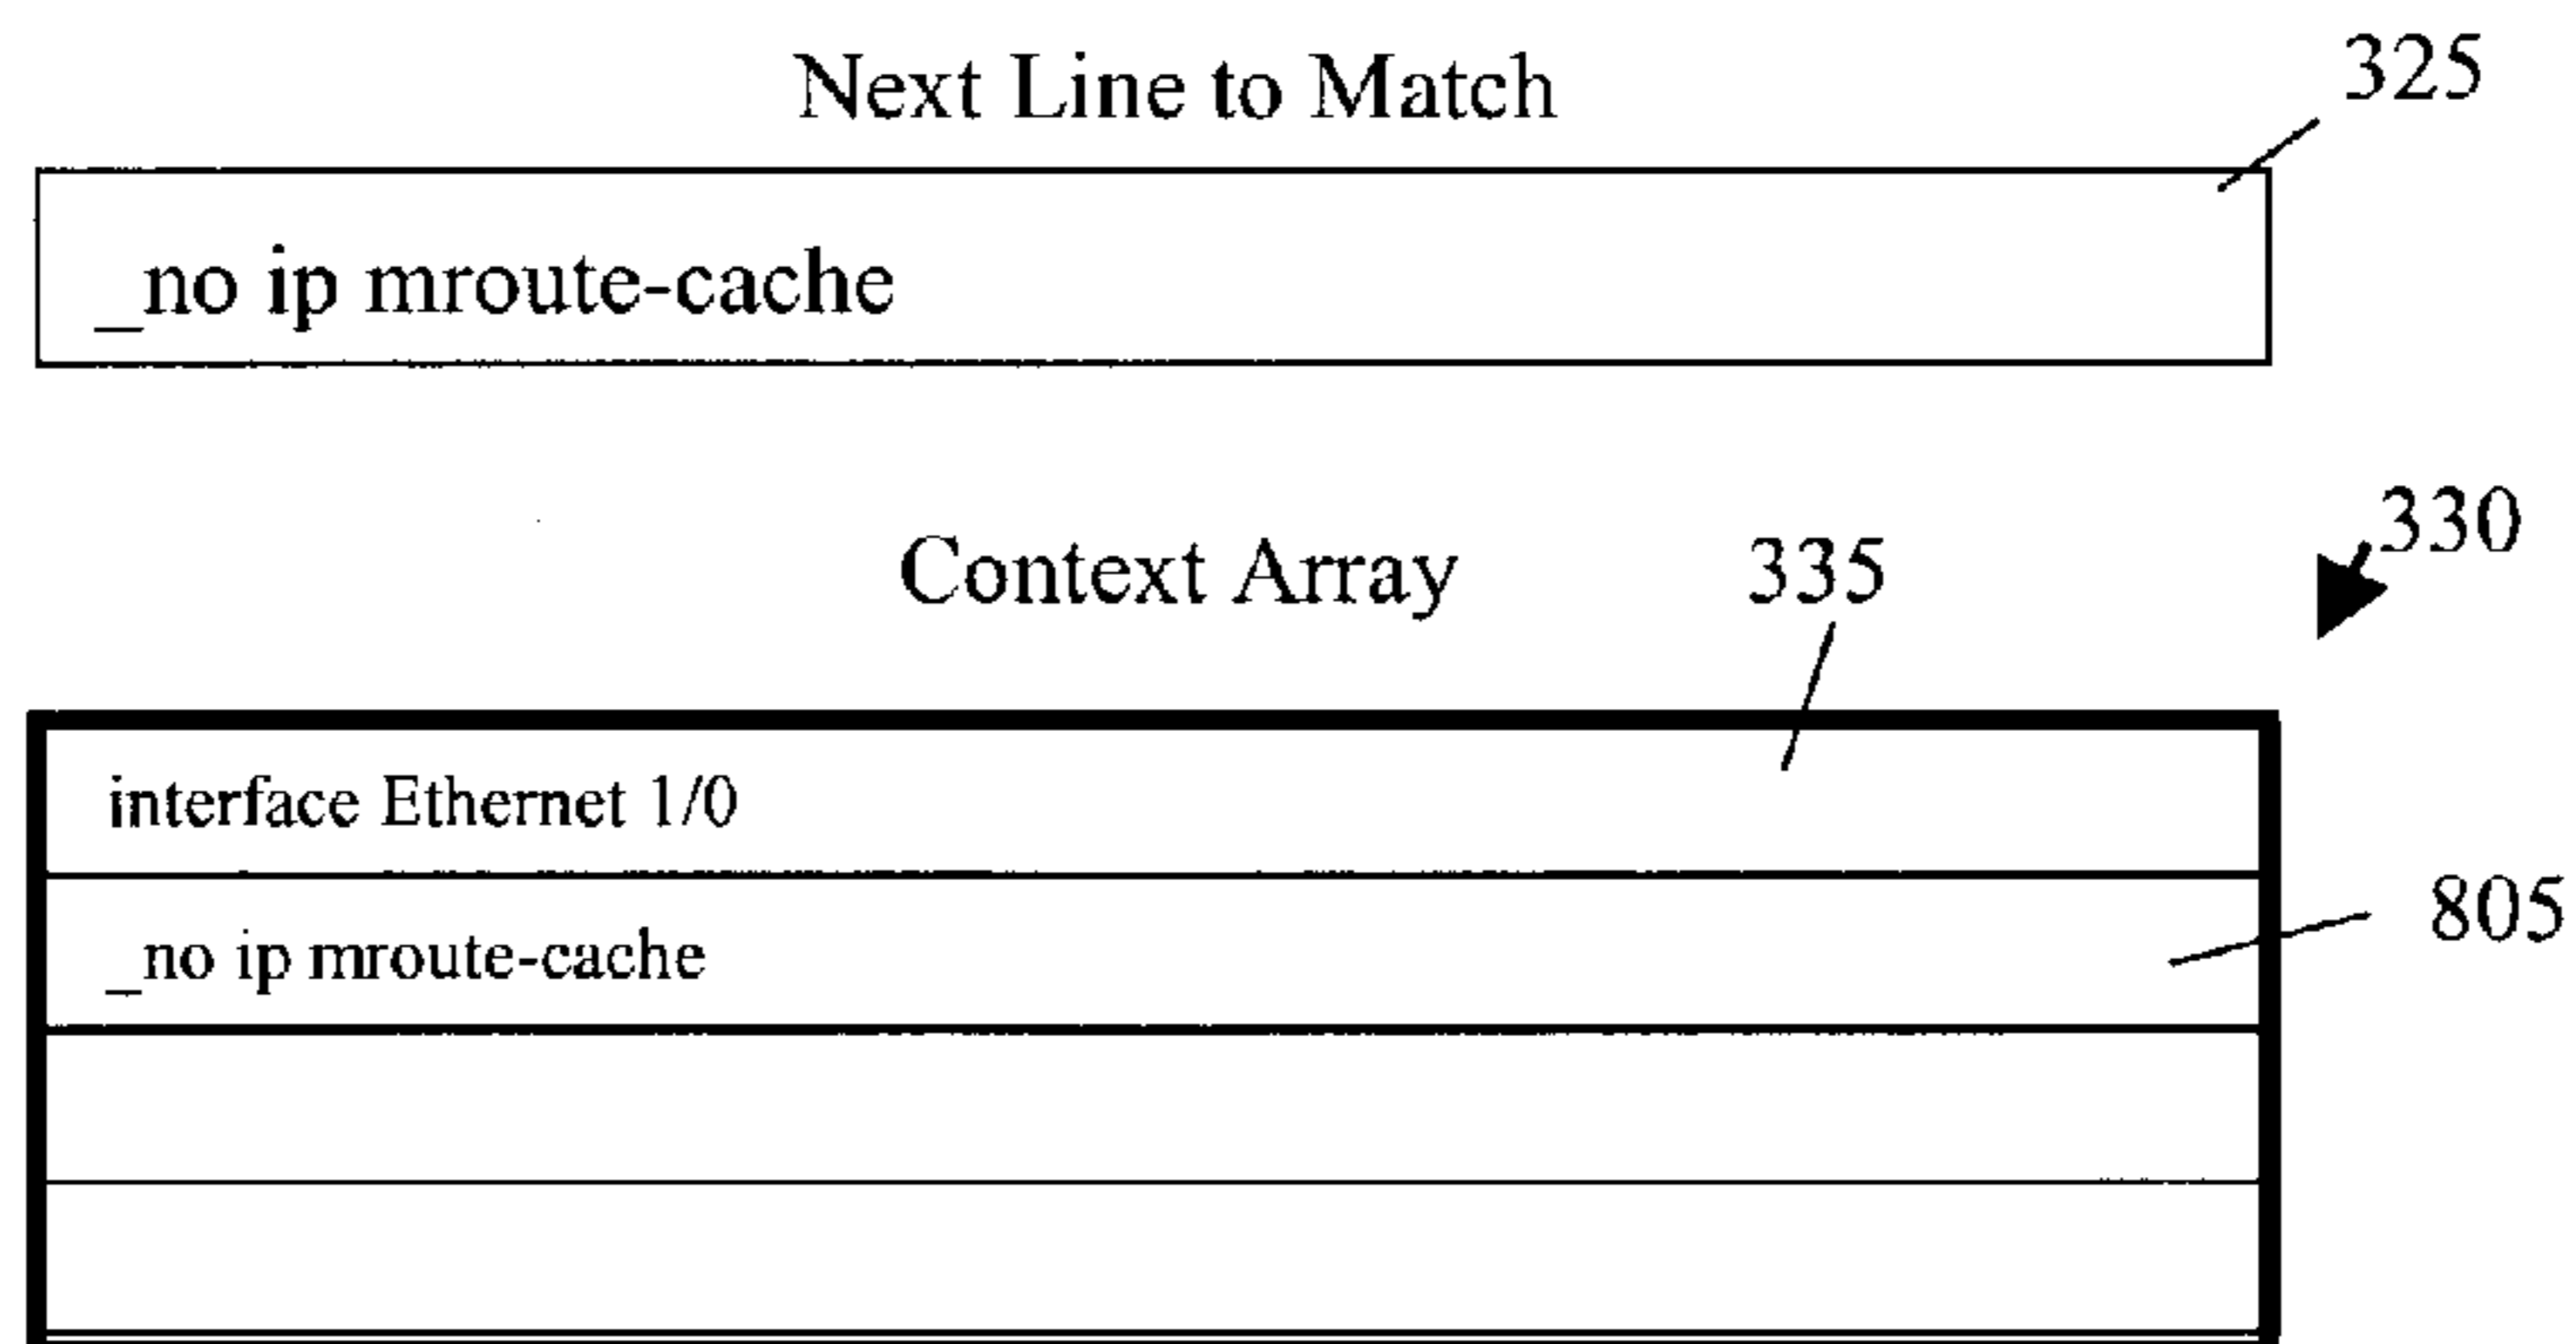 Next Line to Match
325
_no ip mroute-cache
330
Context Array
335
interface Ethernet 1/0
805
_no ip mroute-cache